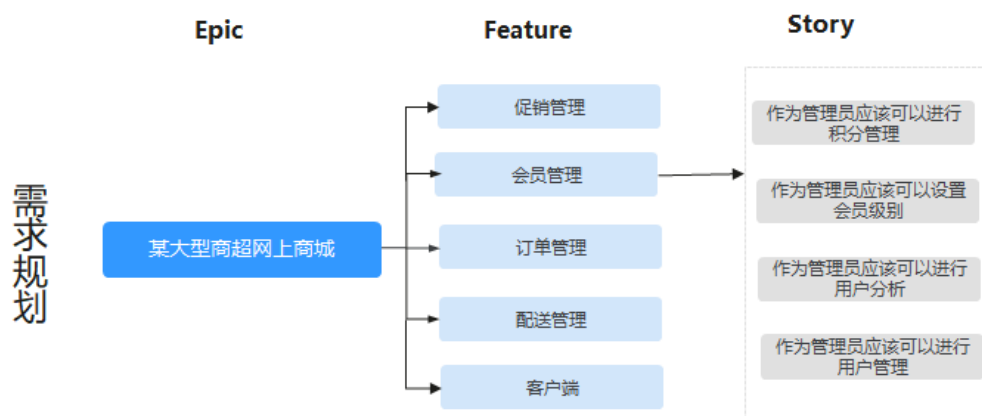 Epic
Feature
Story
需求规划
某大型商超网上商城
促销管理
会员管理
订单管理
配送管理
客户端
作为管理员应该可以进行
积分管理
作为管理员应该可以设置
会员级别
作为管理员应该可以进行
用户分析
作为管理员应该可以进行
用户管理